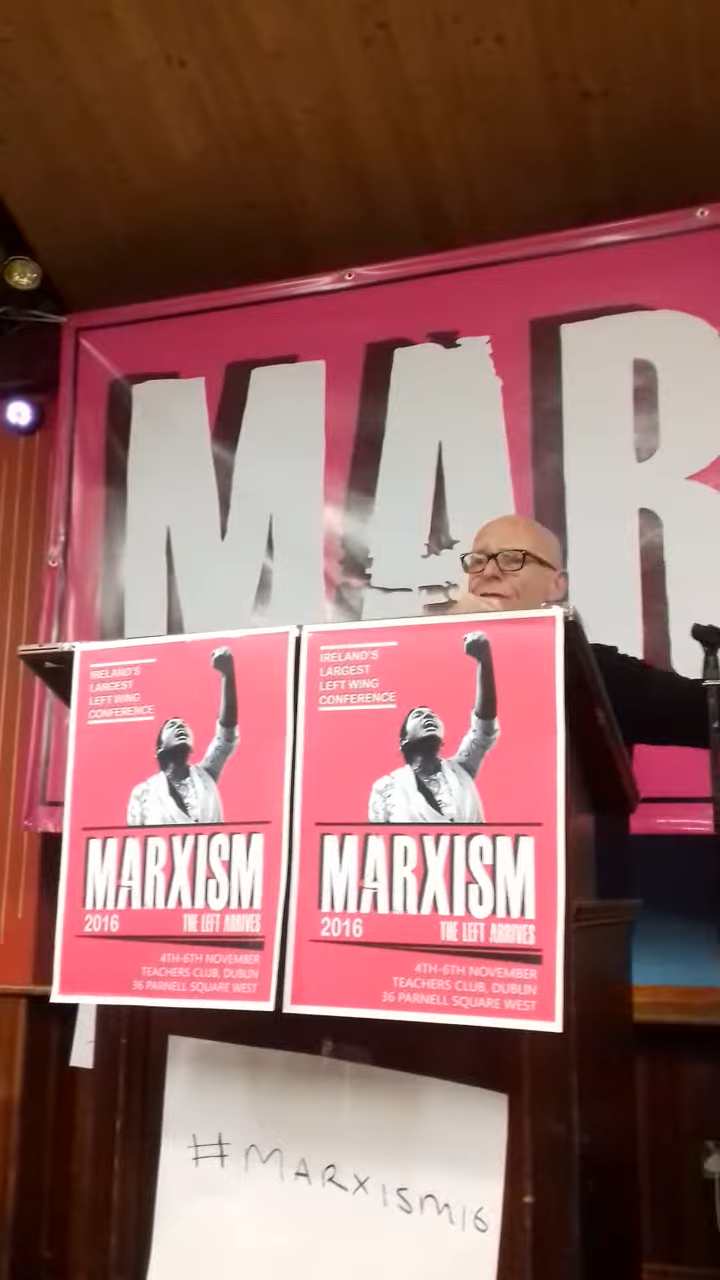 MAR
IRELAND'S
LARGEST
LEFT WING
CONFERENCE
MARXISM
2016 THE LEFT ARRIVES
4TH-6TH NOVEMBER
TEACHERS CLUB, DUBLIN
36 PARNELL SQUARE WEST
IRELAND'S
LARGEST
LEFT WING
CONFERENCE
MARXISM
2016 THE LEFT ARRIVES
4TH-6TH NOVEMBER
TEACHERS CLUB, DUBLIN
36 PARNELL SQUARE WEST
#MARXISM16